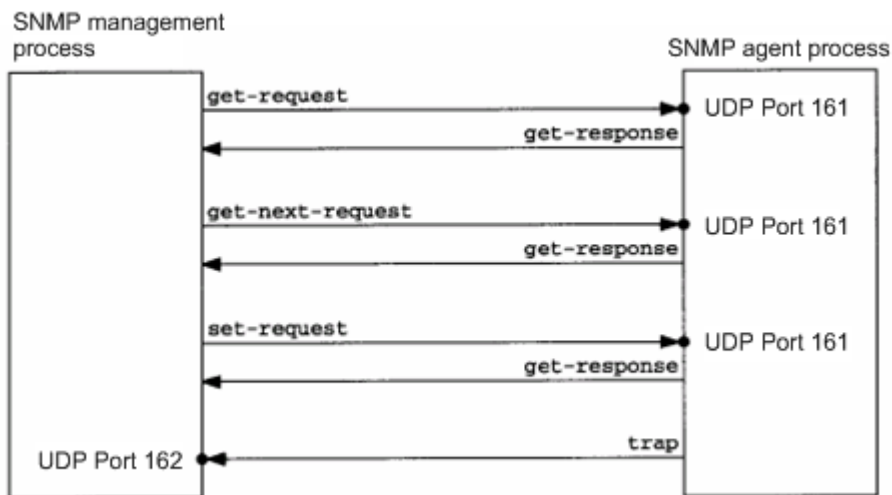 SNMP management
process
SNMP agent process
get-request
UDP Port 161
get-response
get-next-request
UDP Port 161
get-response
set-request
UDP Port 161
get-response
trap
UDP Port 162